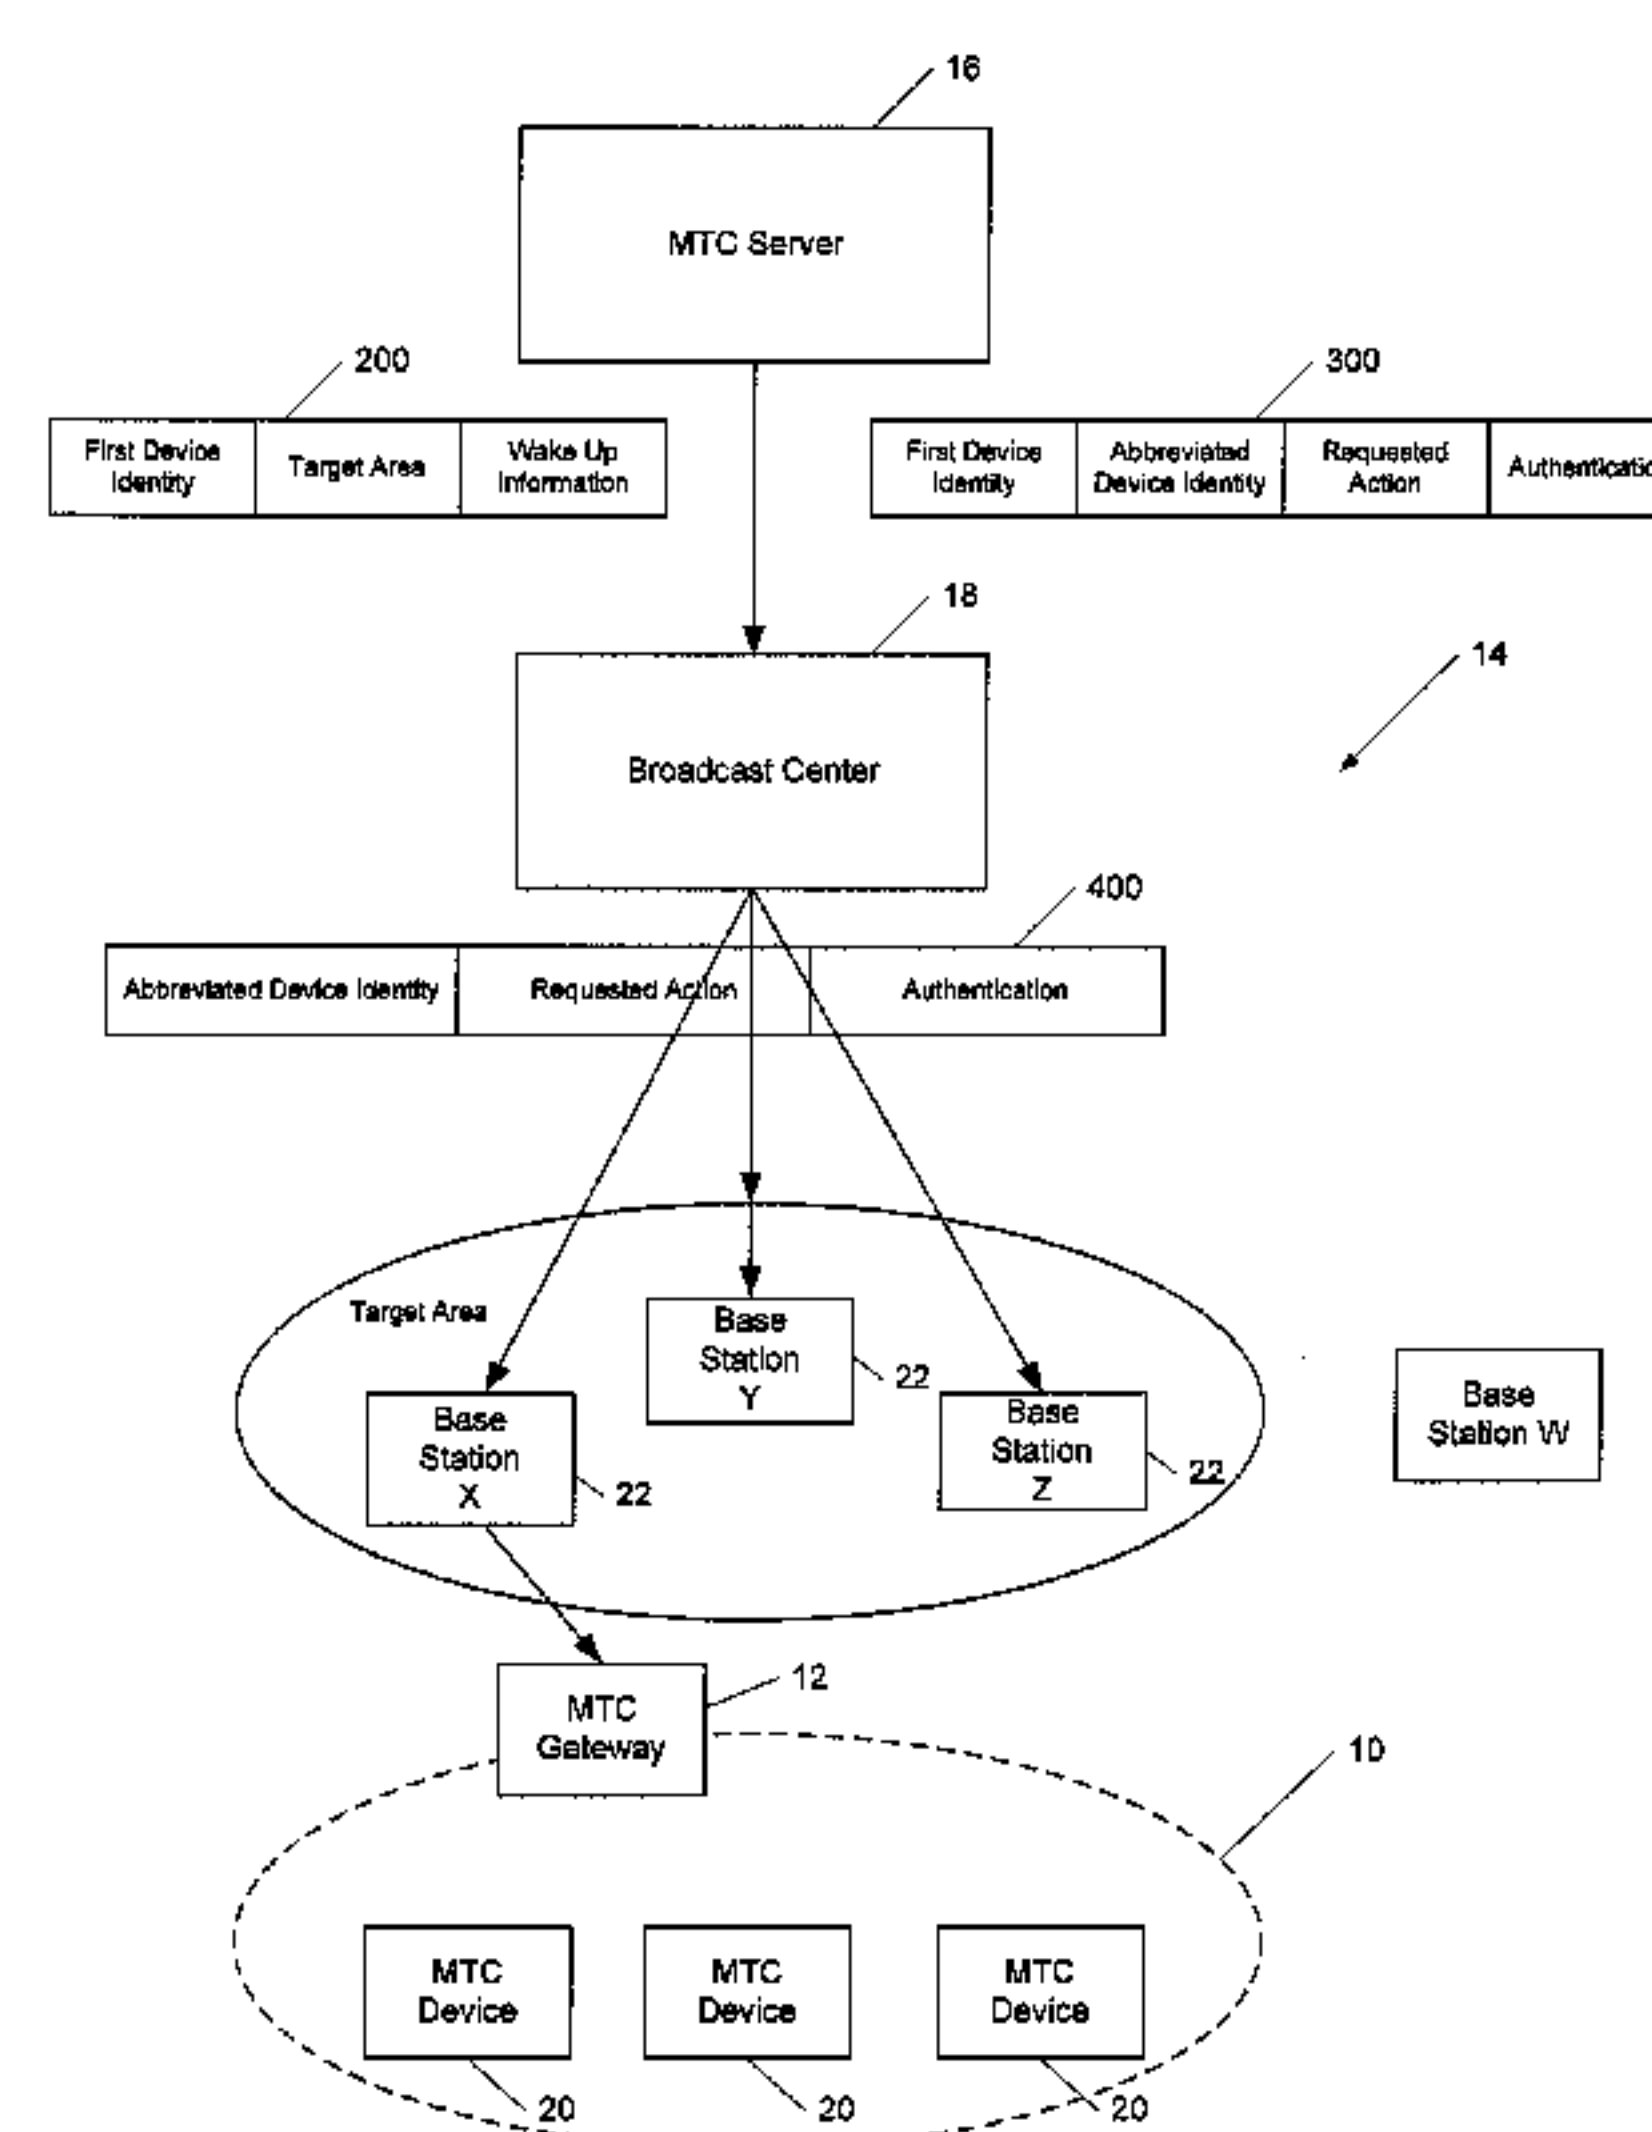 16
MTC Server
200
300
First Device
Identity
Target Area
Wake Up
Information
First Device
Identity
Abbreviated
Device Identity
Requested
Action
Authenticatio
18
14
Broadcast Center
400
Abbreviated Device Identity
Requested Action
Authentication
Target Area
Base
Station
Y
22
Base
Station
X
22
Base
Station
Z
22
Base
Station W
MTC
Gateway
12
10
MTC
Device
MTC
Device
MTC
Device
20
20
20